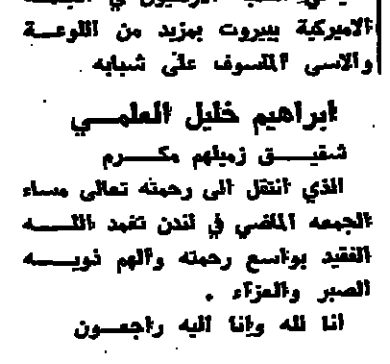 الاميركية ببيروت بمزيد من اللوعة
والاسى المأسوف على شبابه
ابراهيم خليل العلمي
شقيق زميلهم مكرم
الذي انتقل الى رحمته تعالى مساء
الجمعه الماضي في لندن تغمد الله
الفقيد بواسع رحمته والهم ذويه
الصبر والعزاء .
انا لله وانا اليه راجعون